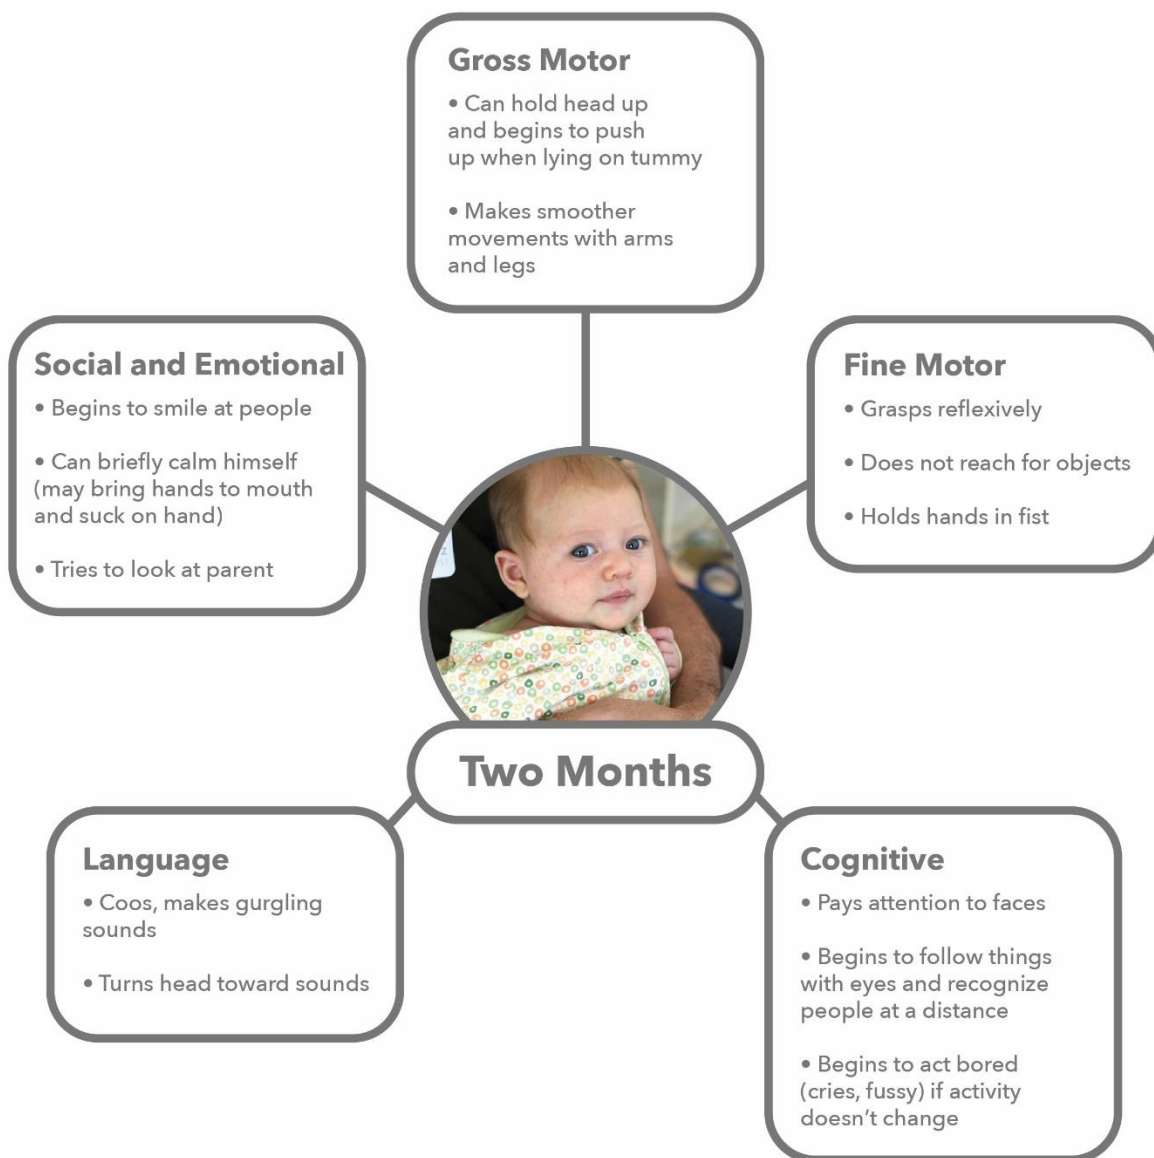 Gross Motor
• Can hold head up
and begins to push
up when lying on tummy
• Makes smoother
movements with arms
and legs
Social and Emotional
• Begins to smile at people
• Can briefly calm himself
(may bring hands to mouth
and suck on hand)
• Tries to look at parent
Fine Motor
• Grasps reflexively
• Does not reach for objects
• Holds hands in fist
Two Months
Language
• Coos, makes gurgling
sounds
• Turns head toward sounds
Cognitive
• Pays attention to faces
• Begins to follow things
with eyes and recognize
people at a distance
• Begins to act bored
(cries, fussy) if activity
doesn't change